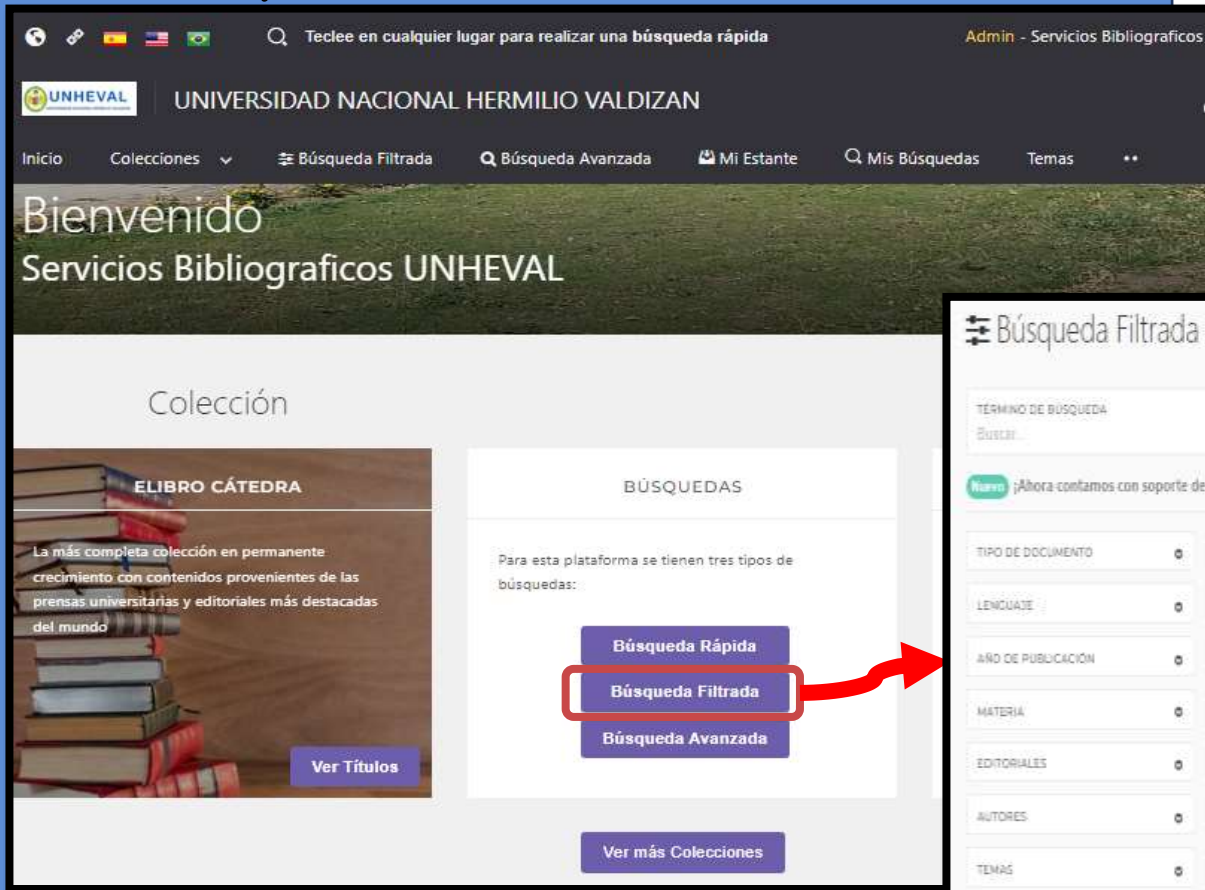 Teclee en cualquier lugar para realizar una búsqueda rápida
Admin - Servicios Bibliograficos
UNHEVAL
UNIVERSIDAD NACIONAL HERMILIO VALDIZAN
Inicio
Colecciones
Búsqueda Filtrada
Búsqueda Avanzada
Mi Estante
Mis Búsquedas
Temas
Bienvenido
Servicios Bibliograficos UNHEVAL
Colección
ELIBRO CÁTEDRA
La más completa colección en permanente
crecimiento con contenidos provenientes de las
prensas universitarias y editoriales más destacadas
del mundo
Ver Títulos
BÚSQUEDAS
Para esta plataforma se tienen tres tipos de
búsquedas:
Búsqueda Rápida
Búsqueda Filtrada
Búsqueda Avanzada
Ver más Colecciones
Búsqueda Filtrada
TÉRMINO DE BÚSQUEDA
Buscar...
Nuevo ¡Ahora contamos con soporte de
TIPO DE DOCUMENTO
LENGUAJE
AÑO DE PUBLICACIÓN
MATERIA
EDITORIALES
AUTORES
TEMAS